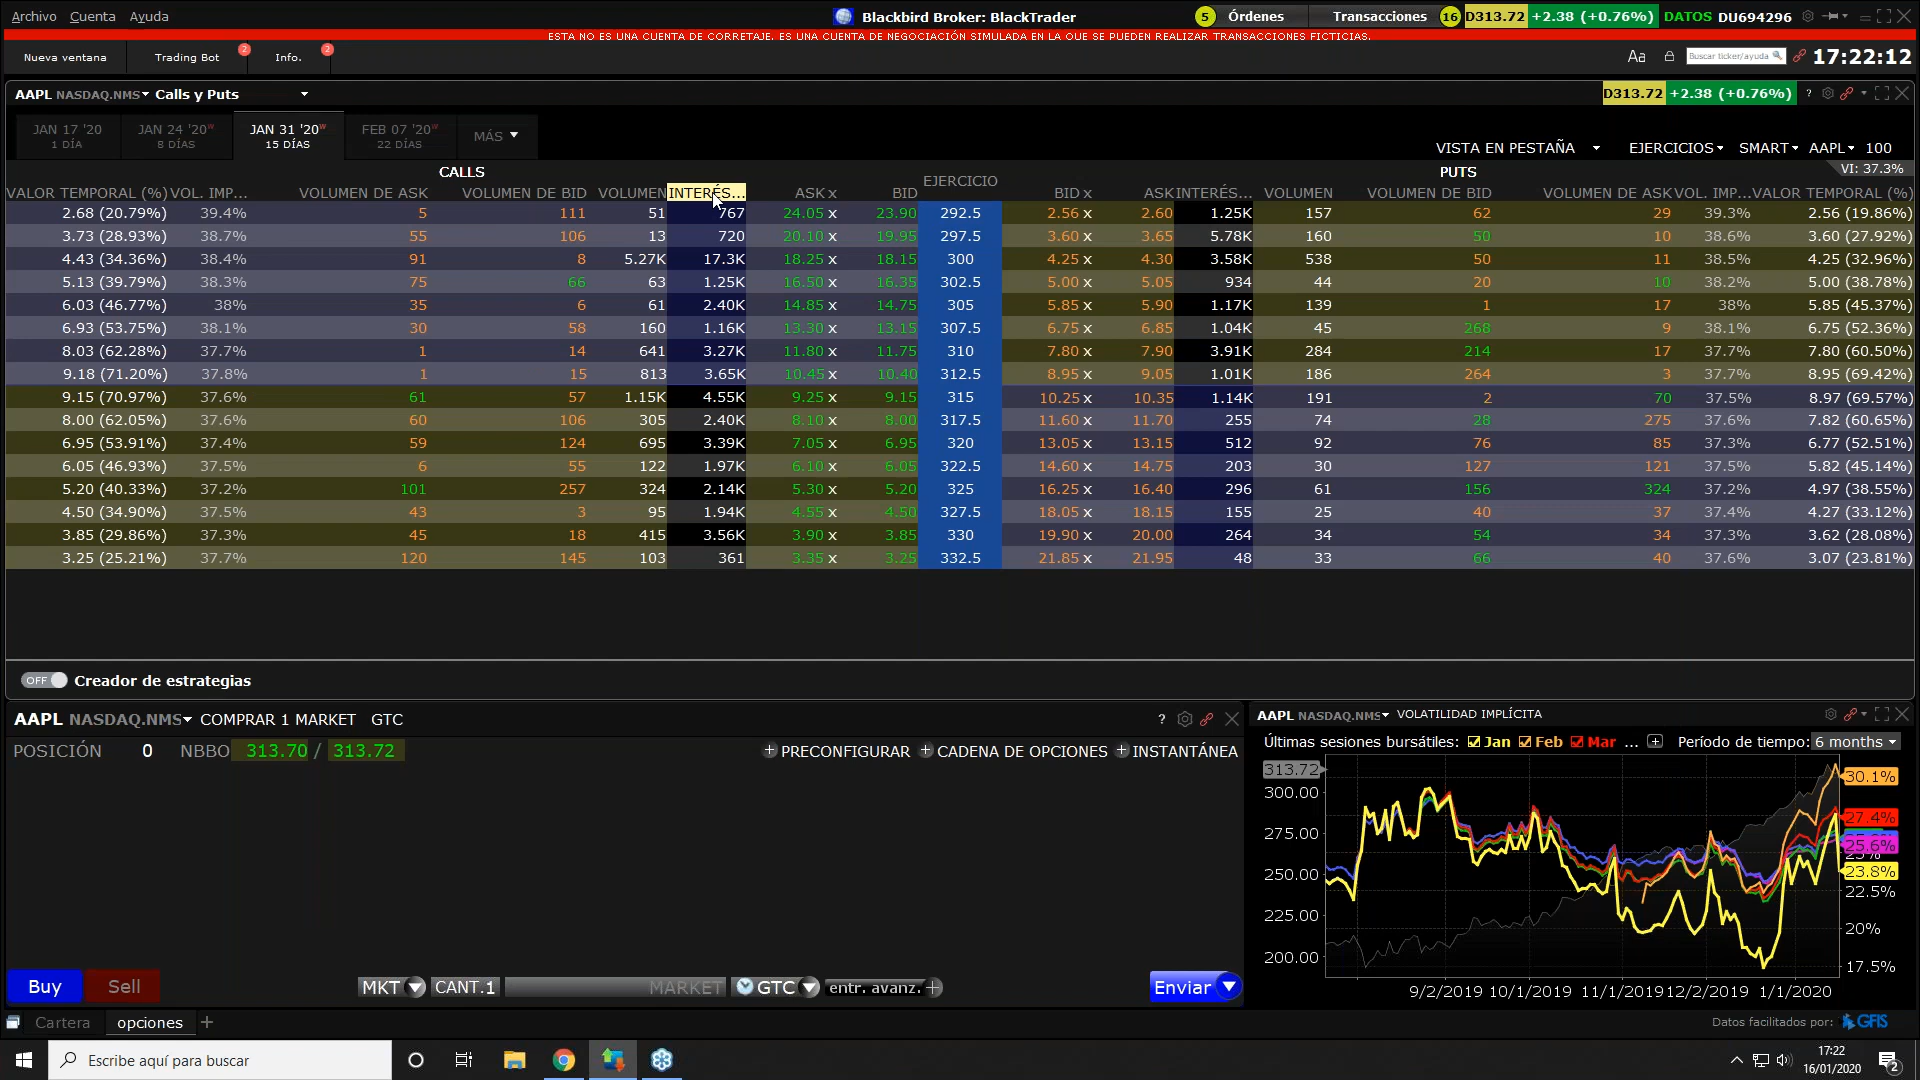 Archivo Cuenta Ayuda Blackbird Broker: BlackTrader 5 Órdenes Transacciones 16 D313.72 +2.38 (+0.76%) DATOS DU694296
ESTA NO ES UNA CUENTA DE CORRETAJE. ES UNA CUENTA DE NEGOCIACIÓN SIMULADA EN LA QUE SE PUEDEN REALIZAR TRANSACCIONES FICTICIAS.
Nueva ventana Trading Bot 2 Info. 2 Aa Buscar ticker/ayuda 17:22:12
AAPL NASDAQ.NMS Calls y Puts D313.72 +2.38 (+0.76%) ?
JAN 17 '20 JAN 24 '20W JAN 31 '20W FEB 07 '20W MÁS
1 DÍA 8 DÍAS 15 DÍAS 22 DÍAS
VISTA EN PESTAÑA EJERCICIOS SMART AAPL 100
CALLS PUTS VI: 37.3%
VALOR TEMPORAL (%) VOL. IMP... VOLUMEN DE ASK VOLUMEN DE BID VOLUMEN INTERÉS... ASK x BID EJERCICIO BID x ASK INTERÉS... VOLUMEN VOLUMEN DE BID VOLUMEN DE ASK VOL. IMP... VALOR TEMPORAL (%)
2.68 (20.79%) 39.4% 5 111 51 767 24.05 x 23.90 292.5 2.56 x 2.60 1.25K 157 62 29 39.3% 2.56 (19.86%)
3.73 (28.93%) 38.7% 55 106 13 720 20.10 x 19.95 297.5 3.60 x 3.65 5.78K 160 50 10 38.6% 3.60 (27.92%)
4.43 (34.36%) 38.4% 91 8 5.27K 17.3K 18.25 x 18.15 300 4.25 x 4.30 3.58K 538 50 11 38.5% 4.25 (32.96%)
5.13 (39.79%) 38.3% 75 66 63 1.25K 16.50 x 16.35 302.5 5.00 x 5.05 934 44 20 10 38.2% 5.00 (38.78%)
6.03 (46.77%) 38% 35 6 61 2.40K 14.85 x 14.75 305 5.85 x 5.90 1.17K 139 1 17 38% 5.85 (45.37%)
6.93 (53.75%) 38.1% 30 58 160 1.16K 13.30 x 13.15 307.5 6.75 x 6.85 1.04K 45 268 9 38.1% 6.75 (52.36%)
8.03 (62.28%) 37.7% 1 14 641 3.27K 11.80 x 11.75 310 7.80 x 7.90 3.91K 284 214 17 37.7% 7.80 (60.50%)
9.18 (71.20%) 37.8% 1 15 813 3.65K 10.45 x 10.40 312.5 8.95 x 9.05 1.01K 186 264 3 37.7% 8.95 (69.42%)
9.15 (70.97%) 37.6% 61 57 1.15K 4.55K 9.25 x 9.15 315 10.25 x 10.35 1.14K 191 2 70 37.5% 8.97 (69.57%)
8.00 (62.05%) 37.6% 60 106 305 2.40K 8.10 x 8.00 317.5 11.60 x 11.70 255 74 28 275 37.6% 7.82 (60.65%)
6.95 (53.91%) 37.4% 59 124 695 3.39K 7.05 x 6.95 320 13.05 x 13.15 512 92 76 85 37.3% 6.77 (52.51%)
6.05 (46.93%) 37.5% 6 55 122 1.97K 6.10 x 6.05 322.5 14.60 x 14.75 203 30 127 121 37.5% 5.82 (45.14%)
5.20 (40.33%) 37.2% 101 257 324 2.14K 5.30 x 5.20 325 16.25 x 16.40 296 61 156 324 37.2% 4.97 (38.55%)
4.50 (34.90%) 37.5% 43 3 95 1.94K 4.55 x 4.50 327.5 18.05 x 18.15 155 25 40 37 37.4% 4.27 (33.12%)
3.85 (29.86%) 37.3% 45 18 415 3.56K 3.90 x 3.85 330 19.90 x 20.00 264 34 54 34 37.3% 3.62 (28.08%)
3.25 (25.21%) 37.7% 120 145 103 361 3.35 x 3.25 332.5 21.85 x 21.95 48 33 66 40 37.6% 3.07 (23.81%)
OFF Creador de estrategias
AAPL NASDAQ.NMS COMPRAR 1 MARKET GTC ?
POSICIÓN 0 NBBO 313.70 / 313.72 + PRECONFIGURAR + CADENA DE OPCIONES + INSTANTÁNEA
Buy Sell MKT CANT.1 MARKET GTC entr. avanz. + Enviar
AAPL NASDAQ.NMS VOLATILIDAD IMPLÍCITA
Últimas sesiones bursátiles: Jan Feb Mar ... + Período de tiempo: 6 months
313.72 30.1%
300.00
27.4%
275.00
25.6%
25%
250.00 23.8%
22.5%
225.00 20%
200.00 17.5%
9/2/2019 10/1/2019 11/1/2019 12/2/2019 1/1/2020
Cartera opciones + Datos facilitados por: GFIS
Escribe aquí para buscar
17:22
16/01/2020
2